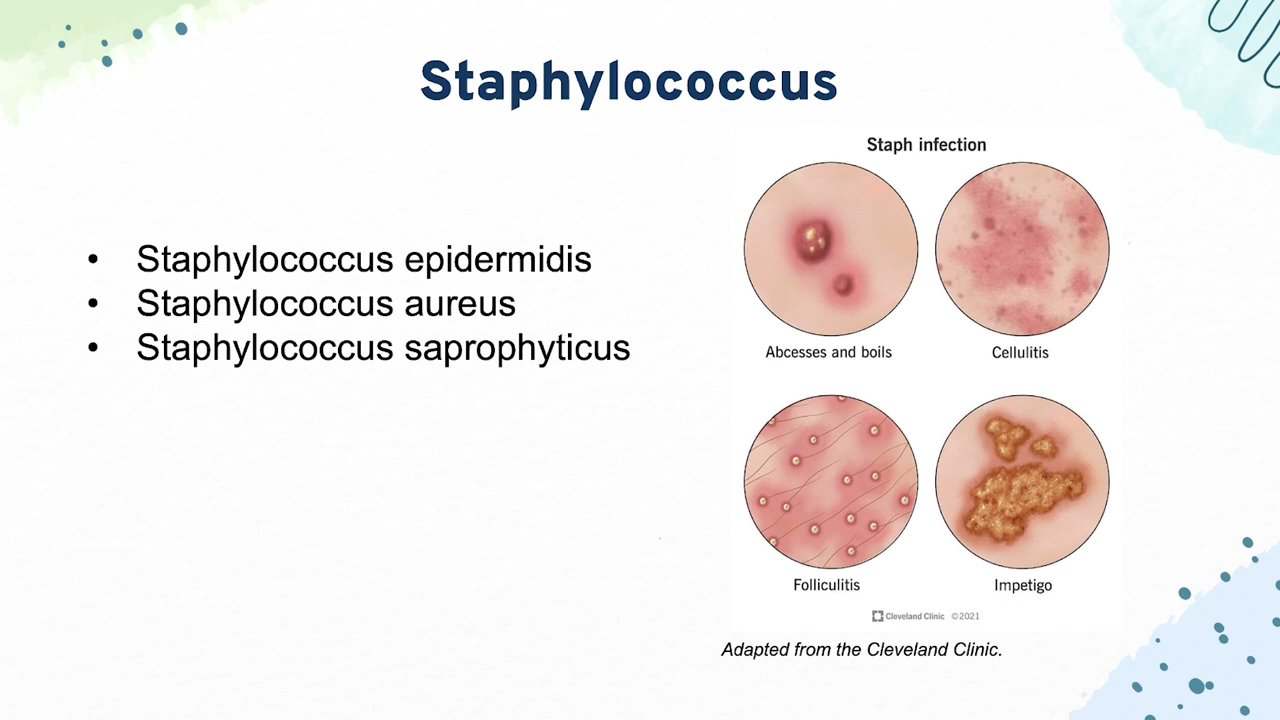 Staphylococcus
• Staphylococcus epidermidis
• Staphylococcus aureus
• Staphylococcus saprophyticus
Staph infection
Abcesses and boils
Cellulitis
Folliculitis
Impetigo
Cleveland Clinic ©2021
Adapted from the Cleveland Clinic.